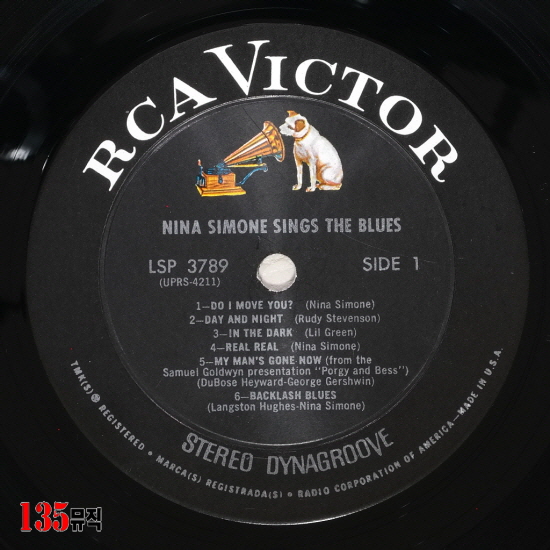 RCA VICTOR
NINA SIMONE SINGS THE BLUES
LSP 3789 SIDE 1
(UPRS-4211)
1—DO I MOVE YOU? (Nina Simone)
2—DAY AND NIGHT (Rudy Stevenson)
3—IN THE DARK (Lil Green)
4—REAL REAL (Nina Simone)
5—MY MAN'S GONE NOW (from the
Samuel Goldwyn presentation "Porgy and Bess")
(DuBose Heyward-George Gershwin)
6—BACKLASH BLUES
(Langston Hughes-Nina Simone)
STEREO DYNAGROOVE
TMK(S) ® REGISTERED • MARCA(S) REGISTRADA(S) • RADIO CORPORATION OF AMERICA—MADE IN U.S.A.
135뮤직